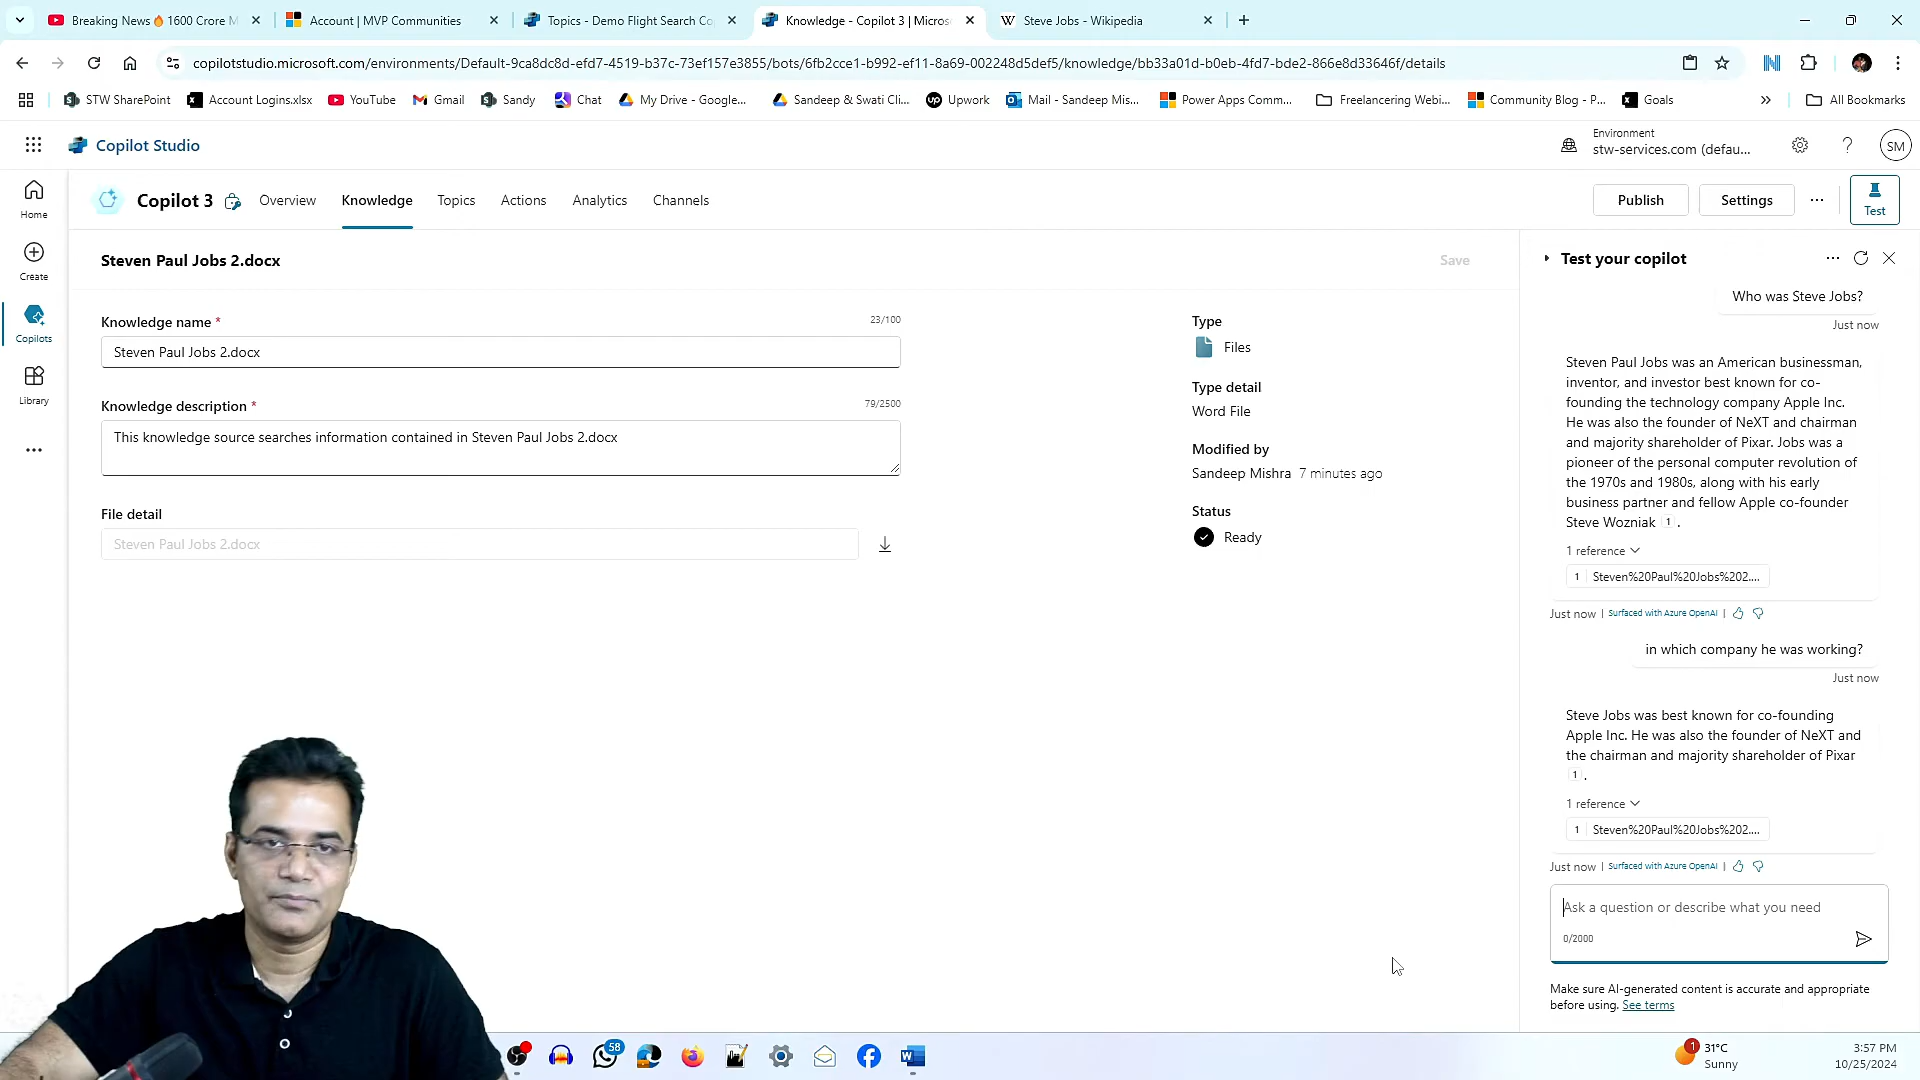 Breaking News 🔥 1600 Crore M
Account | MVP Communities
Topics - Demo Flight Search Co
Knowledge - Copilot 3 | Micros
Steve Jobs - Wikipedia
copilotstudio.microsoft.com/environments/Default-9ca8dc8d-efd7-4519-b37c-73ef157e3855/bots/6fb2cce1-b992-ef11-8a69-002248d5def5/knowledge/bb33a01d-b0eb-4fd7-bde2-866e8d33646f/details
STW SharePoint
Account Logins.xlsx
YouTube
Gmail
Sandy
Chat
My Drive - Google...
Sandeep & Swati Cli...
Upwork
Mail - Sandeep Mis...
Power Apps Comm...
Freelancering Webi...
Community Blog - P...
Goals
All Bookmarks
Copilot Studio
Environment
stw-services.com (defau...
SM
Home
Create
Copilots
Library
Copilot 3
Overview
Knowledge
Topics
Actions
Analytics
Channels
Publish
Settings
Test
Steven Paul Jobs 2.docx
Save
Knowledge name *
23/100
Steven Paul Jobs 2.docx
Knowledge description *
79/2500
This knowledge source searches information contained in Steven Paul Jobs 2.docx
File detail
Steven Paul Jobs 2.docx
Type
Files
Type detail
Word File
Modified by
Sandeep Mishra 7 minutes ago
Status
Ready
Test your copilot
Who was Steve Jobs?
Just now
Steven Paul Jobs was an American businessman,
inventor, and investor best known for co-
founding the technology company Apple Inc.
He was also the founder of NeXT and chairman
and majority shareholder of Pixar. Jobs was a
pioneer of the personal computer revolution of
the 1970s and 1980s, along with his early
business partner and fellow Apple co-founder
Steve Wozniak 1 .
1 reference
1 Steven%20Paul%20Jobs%202....
Just now | Surfaced with Azure OpenAI |
in which company he was working?
Just now
Steve Jobs was best known for co-founding
Apple Inc. He was also the founder of NeXT and
the chairman and majority shareholder of Pixar
1 .
1 reference
1 Steven%20Paul%20Jobs%202....
Just now | Surfaced with Azure OpenAI |
Ask a question or describe what you need
0/2000
Make sure AI-generated content is accurate and appropriate
before using. See terms
58
1
31°C
Sunny
3:57 PM
10/25/2024